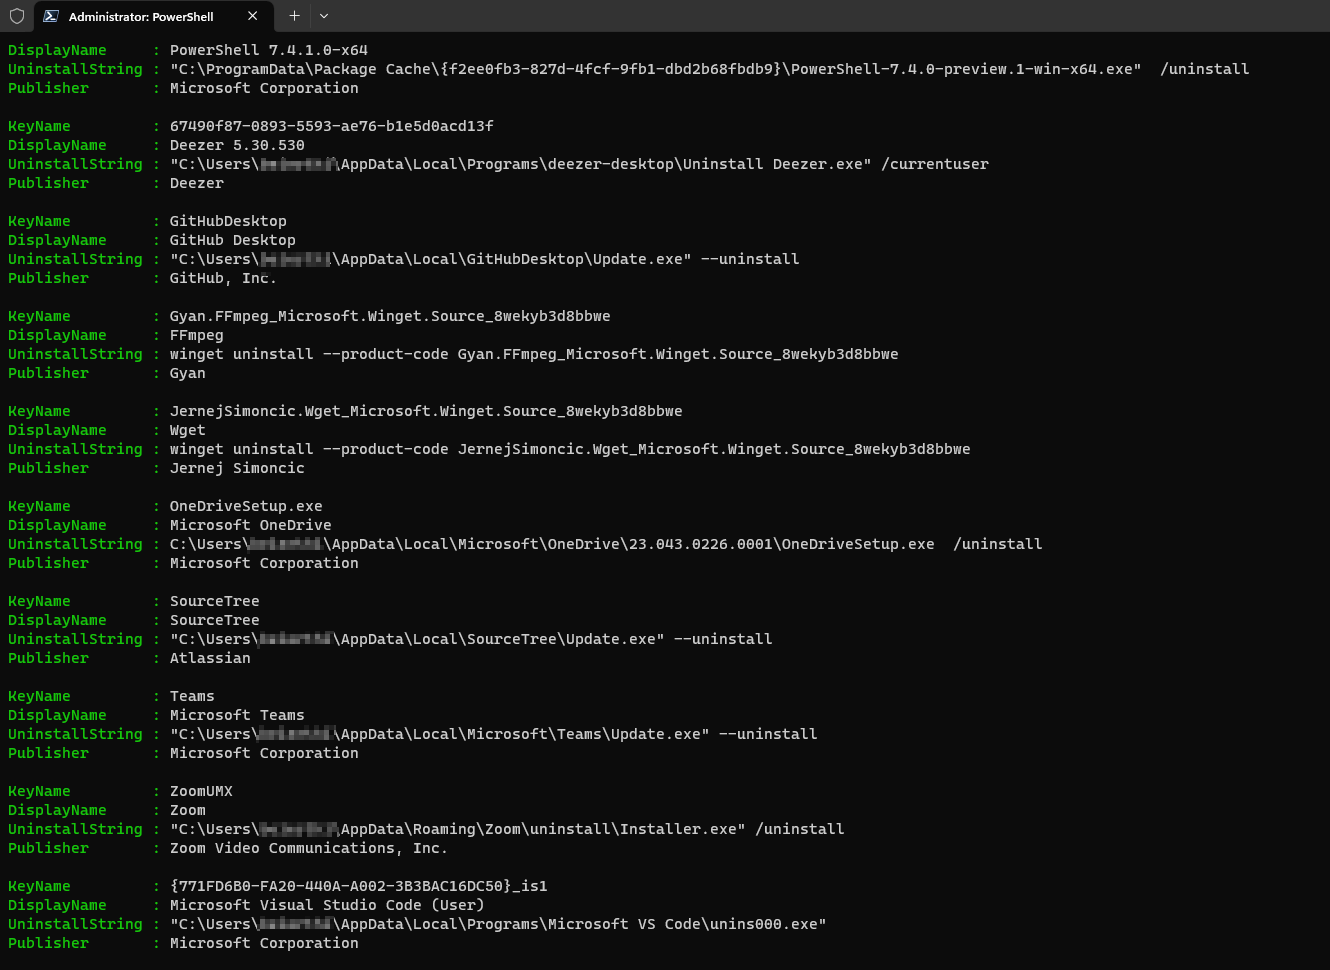 Administrator: PowerShell
DisplayName : PowerShell 7.4.1.0-x64
UninstallString : "C:\ProgramData\Package Cache\{f2ee0fb3-827d-4fcf-9fb1-dbd2b68fbdb9}\PowerShell-7.4.0-preview.1-win-x64.exe" /uninstall
Publisher : Microsoft Corporation
KeyName : 67490f87-0893-5593-ae76-b1e5d0acd13f
DisplayName : Deezer 5.30.530
UninstallString : "C:\Users\ \AppData\Local\Programs\deezer-desktop\Uninstall Deezer.exe" /currentuser
Publisher : Deezer
KeyName : GitHubDesktop
DisplayName : GitHub Desktop
UninstallString : "C:\Users\ \AppData\Local\GitHubDesktop\Update.exe" --uninstall
Publisher : GitHub, Inc.
KeyName : Gyan.FFmpeg_Microsoft.Winget.Source_8wekyb3d8bbwe
DisplayName : FFmpeg
UninstallString : winget uninstall --product-code Gyan.FFmpeg_Microsoft.Winget.Source_8wekyb3d8bbwe
Publisher : Gyan
KeyName : JernejSimoncic.Wget_Microsoft.Winget.Source_8wekyb3d8bbwe
DisplayName : Wget
UninstallString : winget uninstall --product-code JernejSimoncic.Wget_Microsoft.Winget.Source_8wekyb3d8bbwe
Publisher : Jernej Simoncic
KeyName : OneDriveSetup.exe
DisplayName : Microsoft OneDrive
UninstallString : C:\Users\ \AppData\Local\Microsoft\OneDrive\23.043.0226.0001\OneDriveSetup.exe /uninstall
Publisher : Microsoft Corporation
KeyName : SourceTree
DisplayName : SourceTree
UninstallString : "C:\Users\ \AppData\Local\SourceTree\Update.exe" --uninstall
Publisher : Atlassian
KeyName : Teams
DisplayName : Microsoft Teams
UninstallString : "C:\Users\ \AppData\Local\Microsoft\Teams\Update.exe" --uninstall
Publisher : Microsoft Corporation
KeyName : ZoomUMX
DisplayName : Zoom
UninstallString : "C:\Users\ \AppData\Roaming\Zoom\uninstall\Installer.exe" /uninstall
Publisher : Zoom Video Communications, Inc.
KeyName : {771FD6B0-FA20-440A-A002-3B3BAC16DC50}_is1
DisplayName : Microsoft Visual Studio Code (User)
UninstallString : "C:\Users\ \AppData\Local\Programs\Microsoft VS Code\unins000.exe"
Publisher : Microsoft Corporation